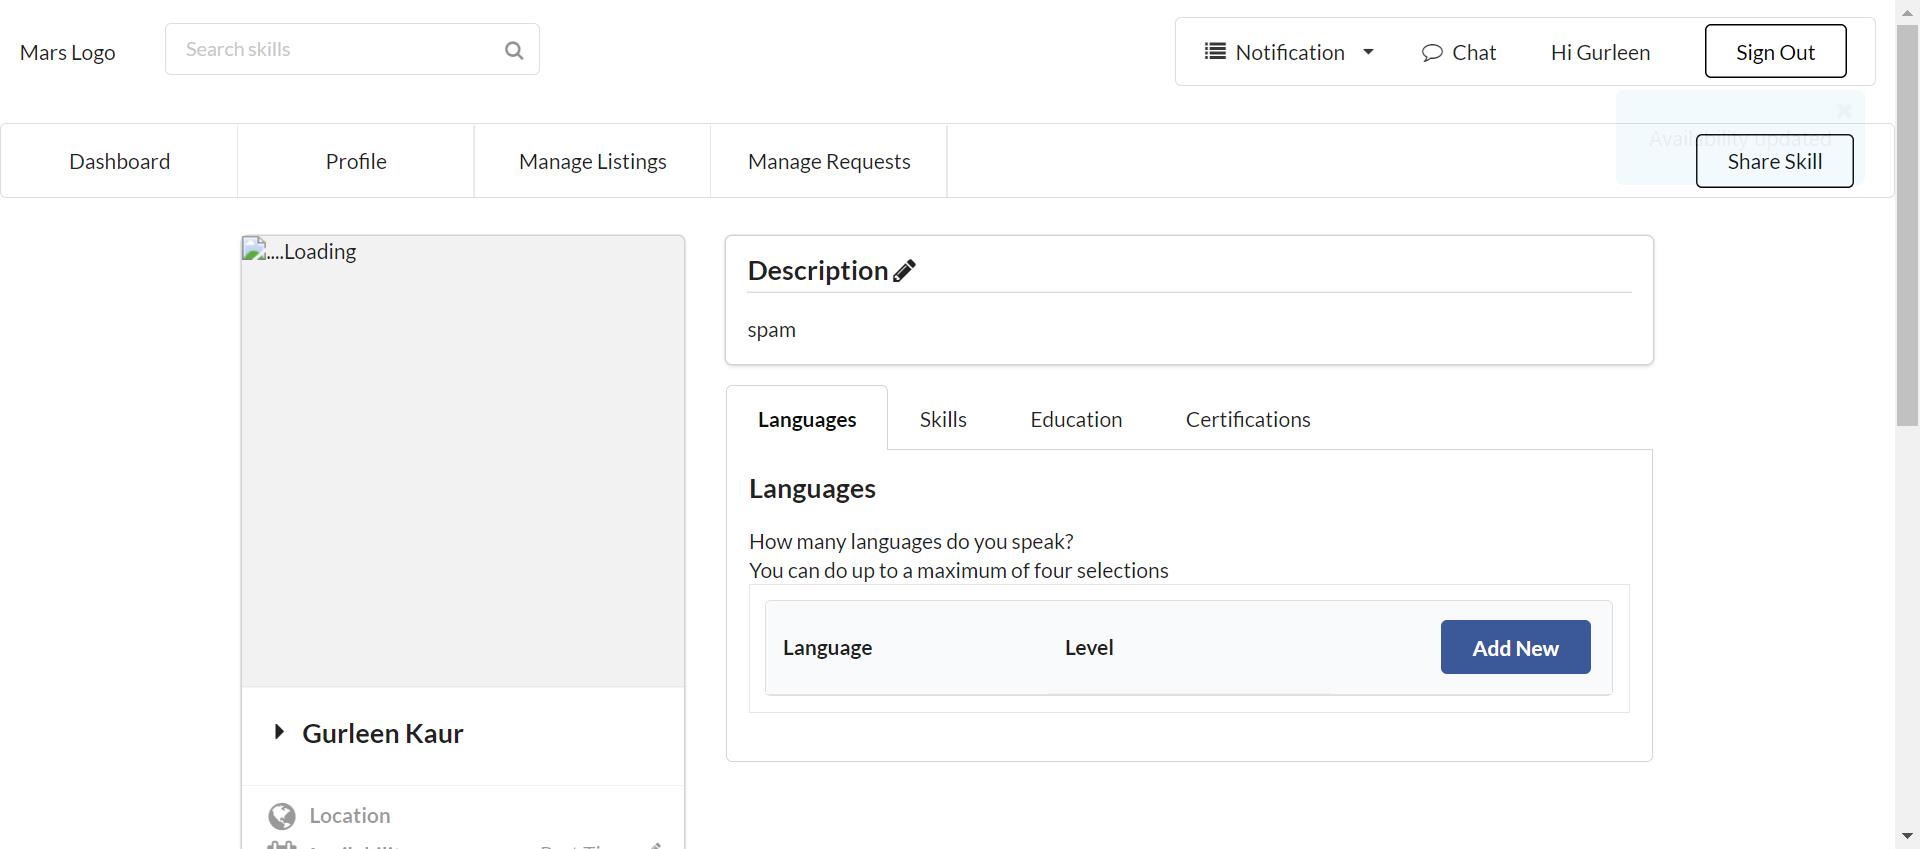 Mars Logo
Search skills
Notification
Chat
Hi Gurleen
Sign Out
Availability updated
Dashboard
Profile
Manage Listings
Manage Requests
Share Skill
....Loading
Description
spam
Languages
Skills
Education
Certifications
Languages
How many languages do you speak?
You can do up to a maximum of four selections
Language
Level
Add New
Gurleen Kaur
Location